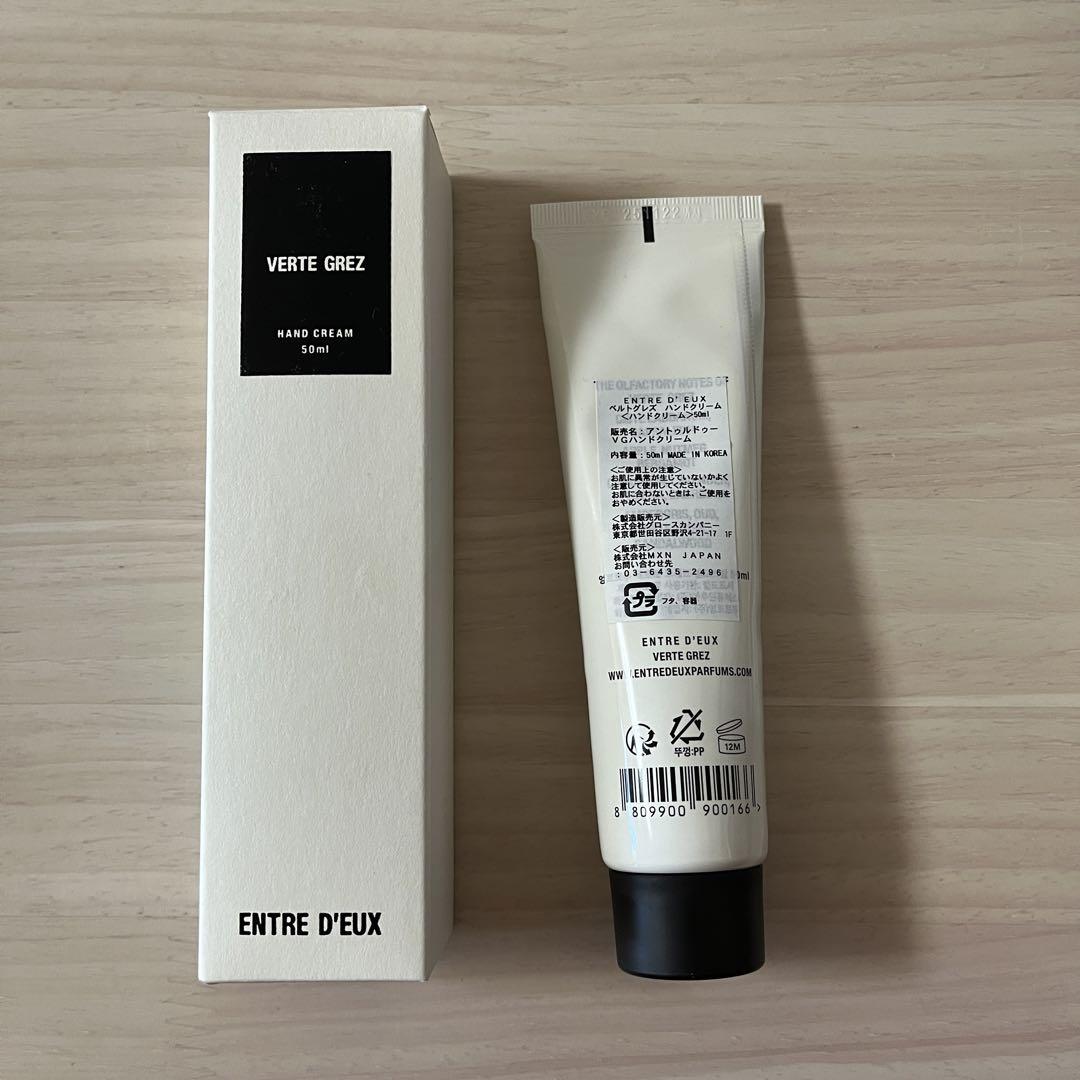 VERTE GREZ
HAND CREAM
50ml
ENTRE D'EUX
THE OLFACTORY NOTES OF
ENTRE D' EUX
ベルトグレズ ハンドクリーム
<ハンドクリーム>50ml
販売名:アントゥルドゥー
VGハンドクリーム
内容量:50ml MADE IN KOREA
<ご使用上の注意>
お肌に異常が生じていないかよく
注意して使用してください。
お肌に合わないときは、ご使用を
おやめください。
<製造販売元>
株式会社グロースカンパニー
東京都世田谷区野沢4-21-17 1F
<販売元>
株式会社MXN JAPAN
お問い合わせ先
:03-6435-2496
プラ フタ、容器
ENTRE D'EUX
VERTE GREZ
WWW.ENTREDEUXPARFUMS.COM
뚜껑:PP
12M
8 809900 900166 >